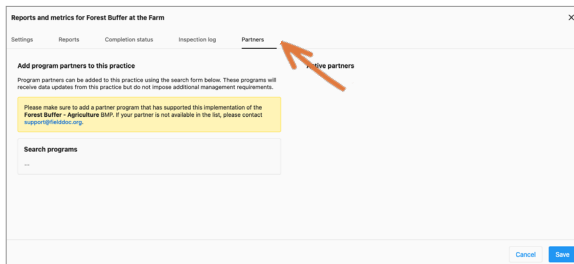 Reports and metrics for Forest Buffer at the Farm
Settings Reports Completion status Inspection log Partners
Add program partners to this practice
Program partners can be added to this practice using the search form below. These programs will
receive data updates from this practice but do not impose additional management requirements.
Please make sure to add a partner program that has supported this implementation of the
Forest Buffer - Agriculture BMP. If your partner is not available in the list, please contact
support@fielddoc.org.
Search programs
...
partners
Cancel Save